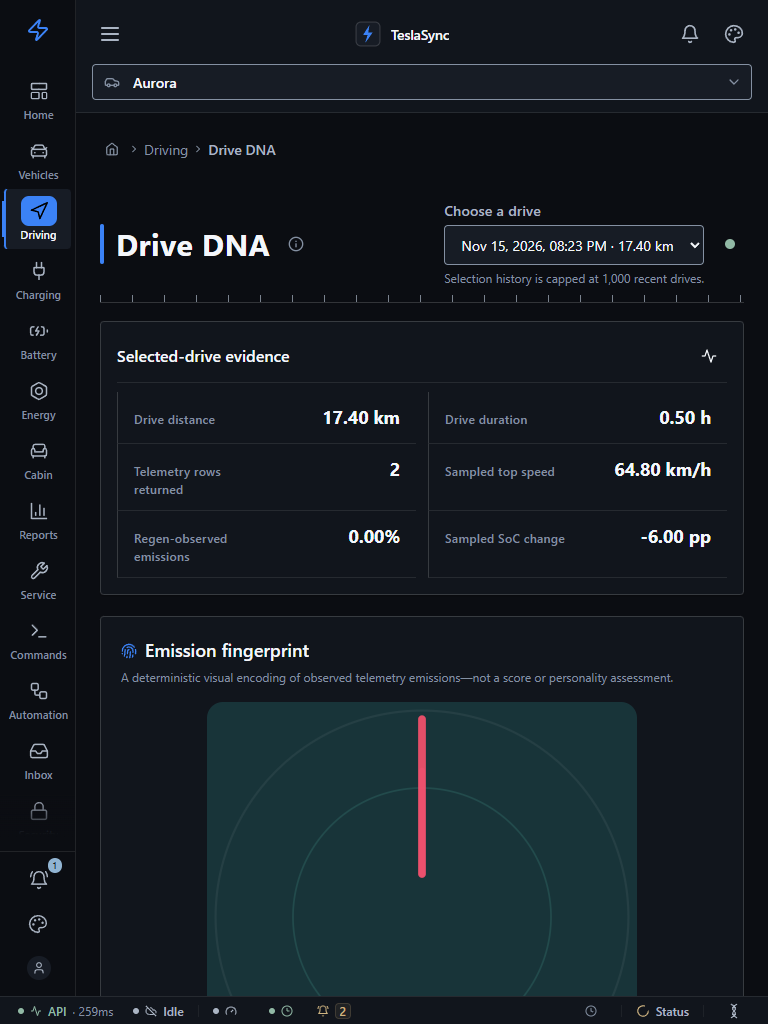 TeslaSync
Aurora
Home
Vehicles
Driving
Charging
Battery
Energy
Cabin
Reports
Service
Commands
Automation
Inbox
1
Driving
Drive DNA
Drive DNA
Choose a drive
Nov 15, 2026, 08:23 PM · 17.40 km
Selection history is capped at 1,000 recent drives.
Selected-drive evidence
Drive distance 17.40 km
Drive duration 0.50 h
Telemetry rows returned 2
Sampled top speed 64.80 km/h
Regen-observed emissions 0.00%
Sampled SoC change -6.00 pp
Emission fingerprint
A deterministic visual encoding of observed telemetry emissions—not a score or personality assessment.
API · 259ms
Idle
2
Status